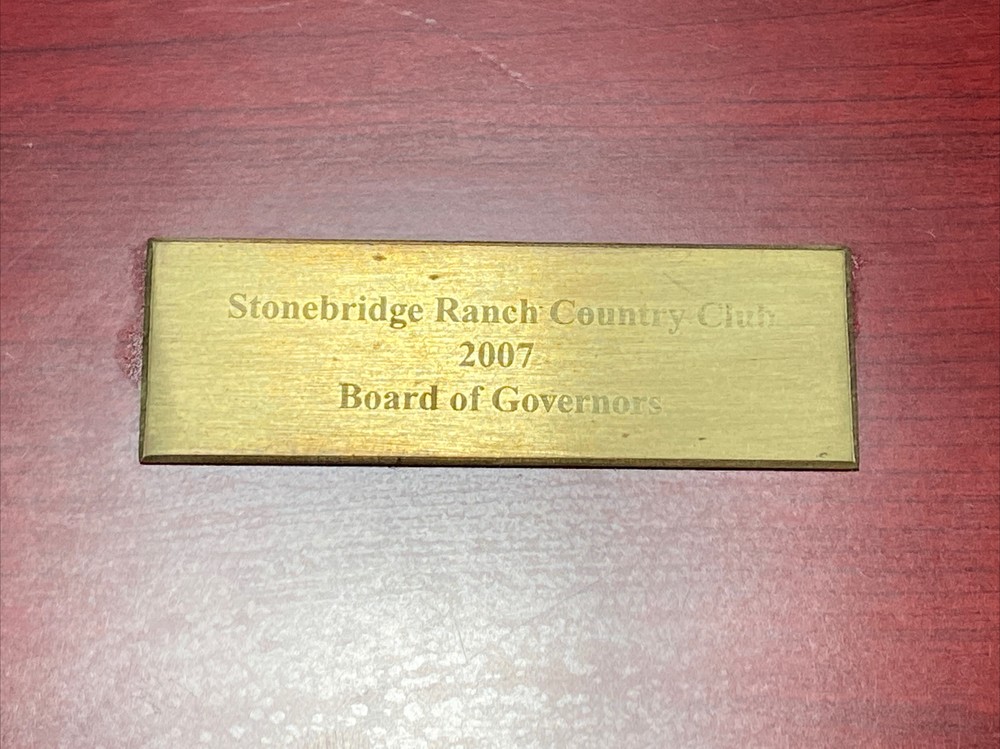 Stonebridge Ranch Country Club
2007
Board of Governors